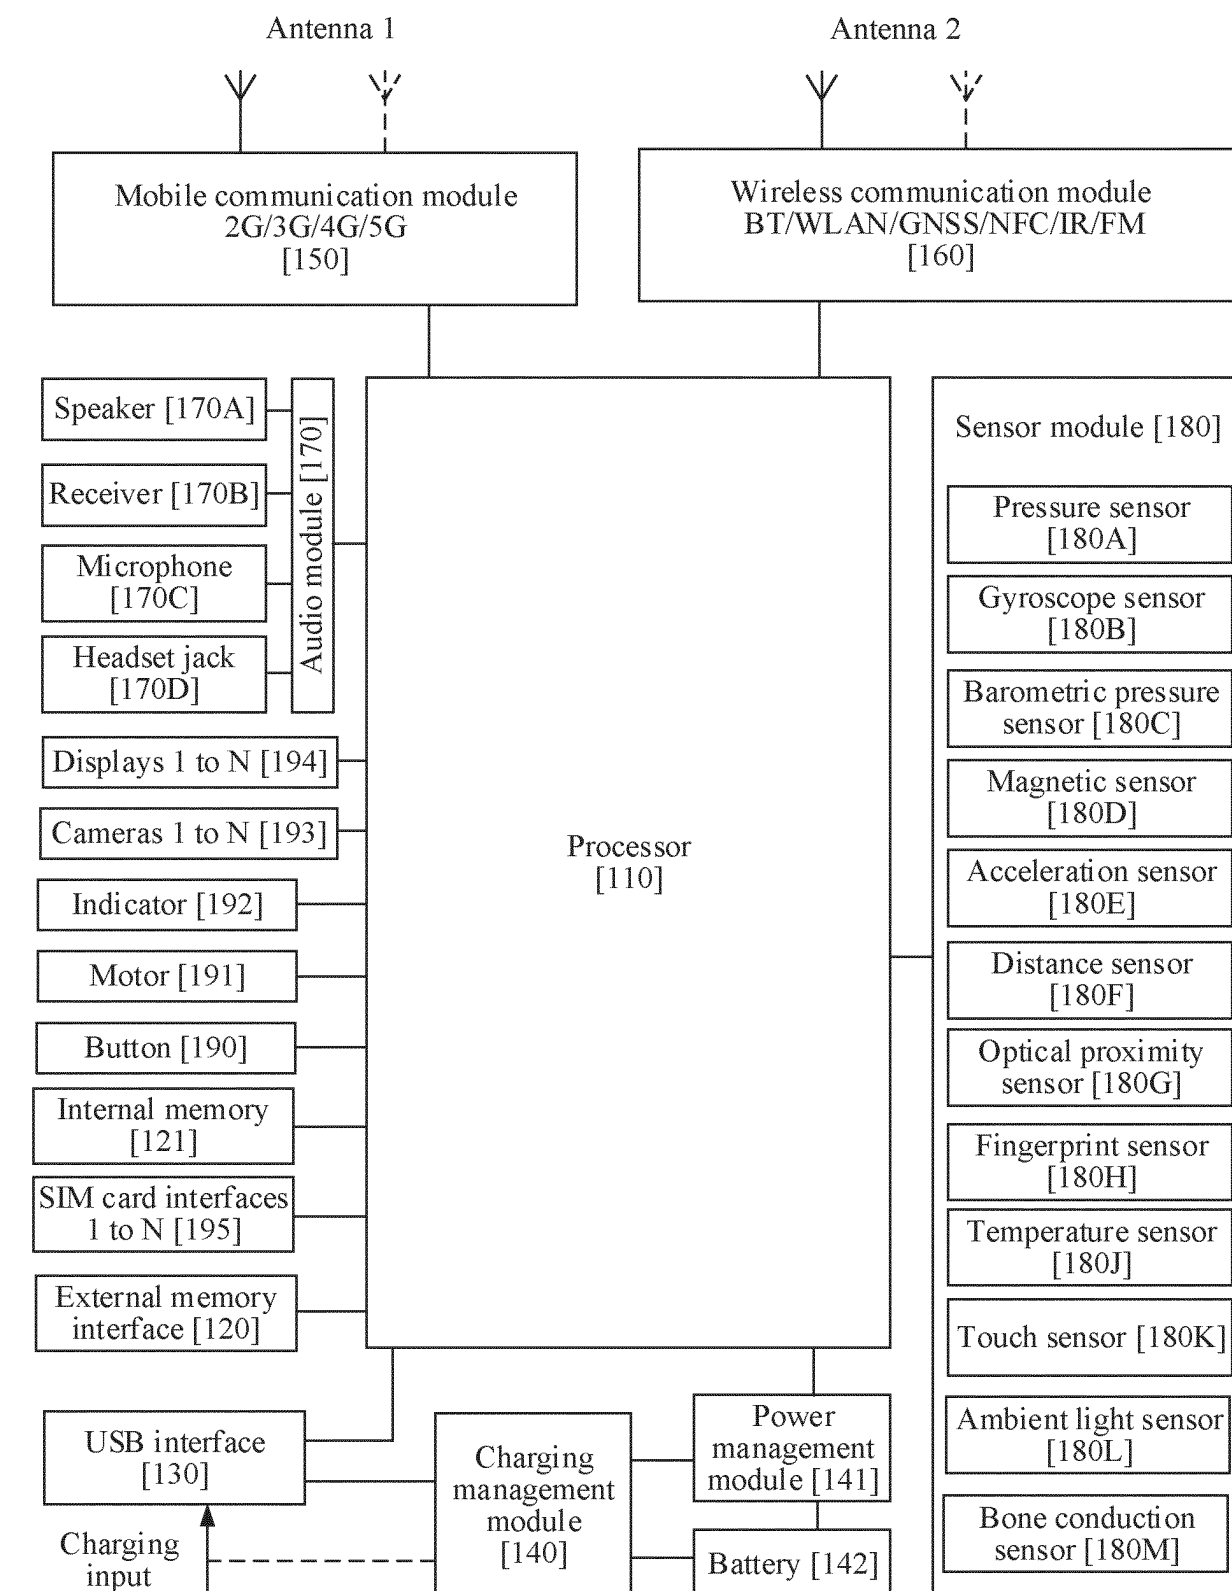 Antenna 1
Antenna 2
Mobile communication module
2G/3G/4G/5G
[150]
Wireless communication module
BT/WLAN/GNSS/NFC/IR/FM
[160]
Speaker [170A]
Receiver [170B]
Microphone
[170C]
Headset jack
[170D]
Audio module [170]
Displays 1 to N [194]
Cameras 1 to N [193]
Indicator [192]
Motor [191]
Button [190]
Internal memory
[121]
SIM card interfaces
1 to N [195]
External memory
interface [120]
Processor
[110]
Sensor module [180]
Pressure sensor
[180A]
Gyroscope sensor
[180B]
Barometric pressure
sensor [180C]
Magnetic sensor
[180D]
Acceleration sensor
[180E]
Distance sensor
[180F]
Optical proximity
sensor [180G]
Fingerprint sensor
[180H]
Temperature sensor
[180J]
Touch sensor [180K]
Ambient light sensor
[180L]
Bone conduction
sensor [180M]
USB interface
[130]
Charging
input
Charging
management
module
[140]
Power
management
module [141]
Battery [142]